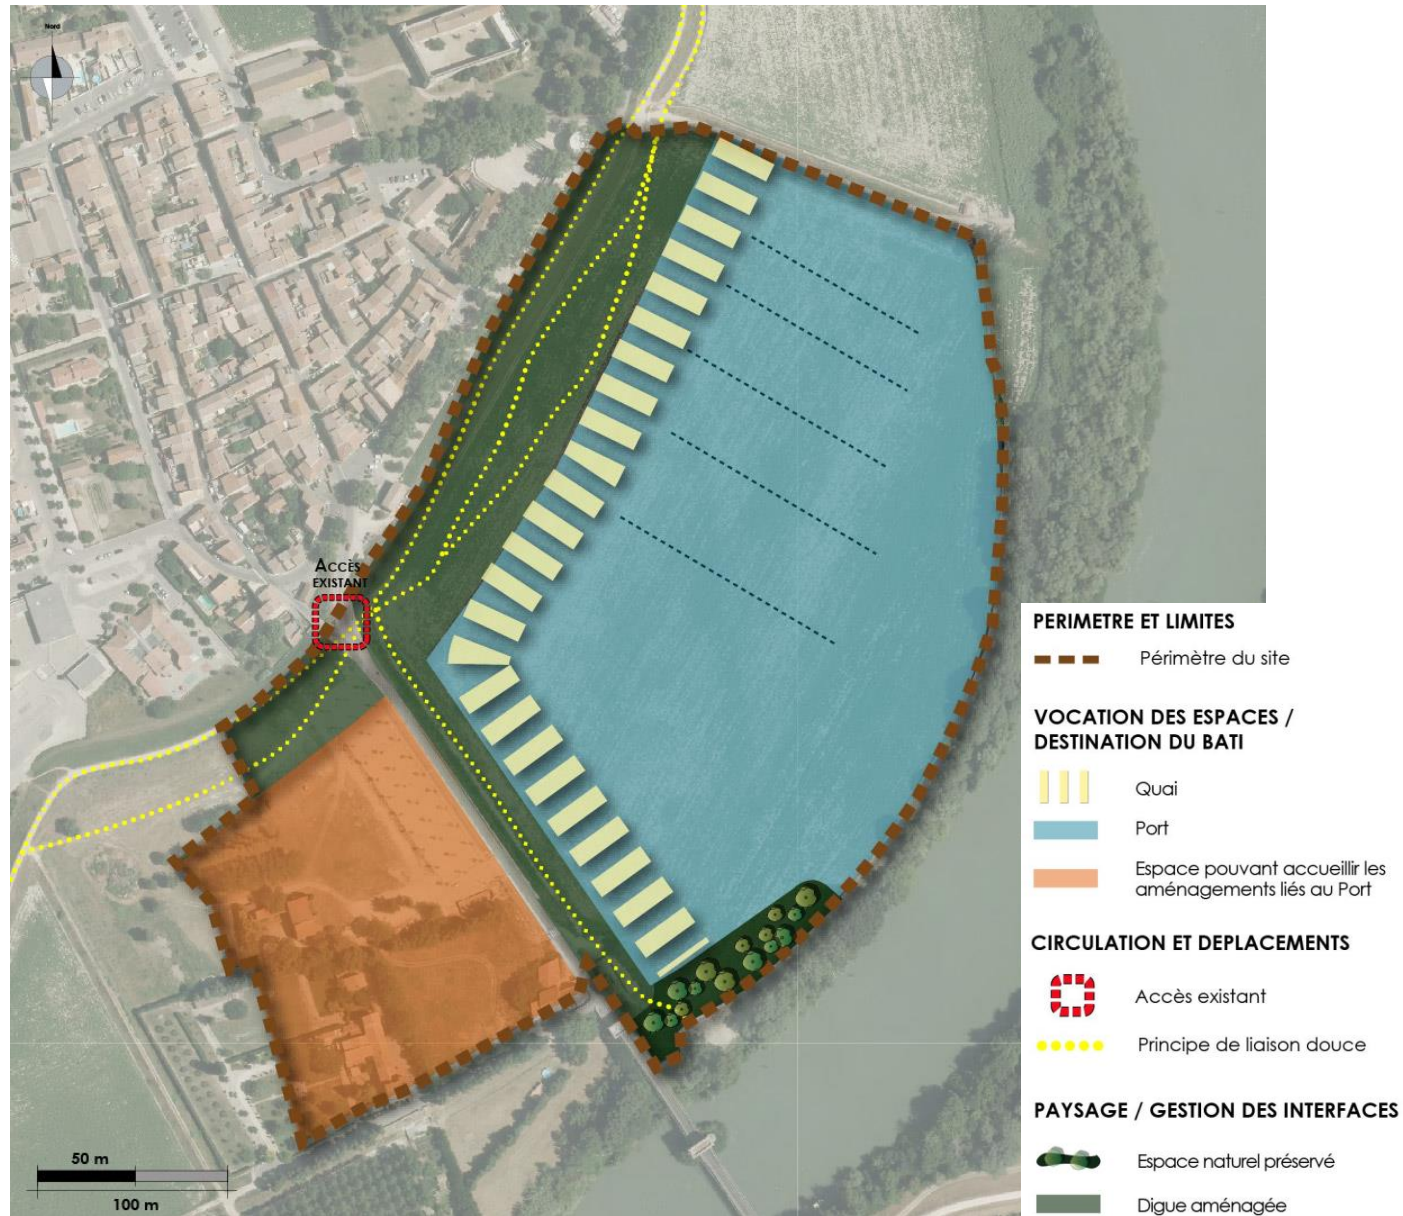 Nord
ACCÈS
EXISTANT
50 m
100 m
PERIMETRE ET LIMITES
Périmètre du site
VOCATION DES ESPACES /
DESTINATION DU BATI
Quai
Port
Espace pouvant accueillir les
aménagements liés au Port
CIRCULATION ET DEPLACEMENTS
Accès existant
Principe de liaison douce
PAYSAGE / GESTION DES INTERFACES
Espace naturel préservé
Digue aménagée